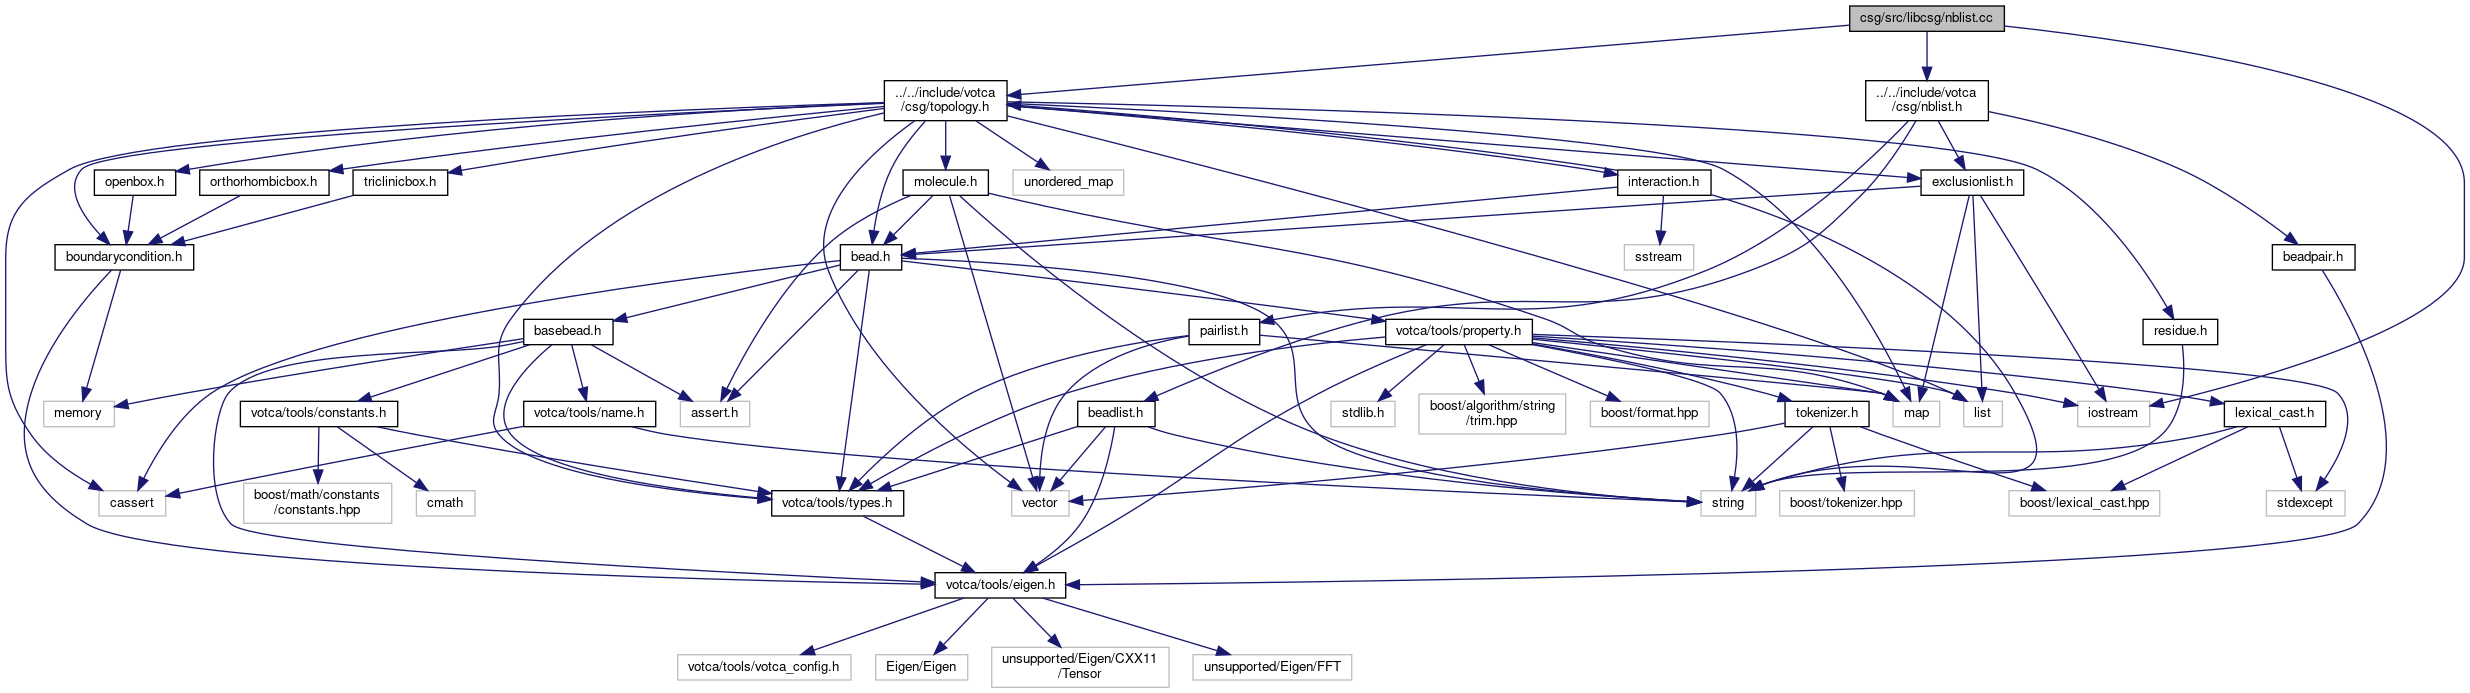 csg/src/libcsg/nblist.cc
../../include/votca
/csg/topology.h
../../include/votca
/csg/nblist.h
openbox.h
orthorhombicbox.h
triclinicbox.h
molecule.h
unordered_map
interaction.h
exclusionlist.h
boundarycondition.h
bead.h
sstream
beadpair.h
basebead.h
pairlist.h
votca/tools/property.h
residue.h
memory
votca/tools/constants.h
votca/tools/name.h
assert.h
beadlist.h
stdlib.h
boost/algorithm/string
/trim.hpp
boost/format.hpp
tokenizer.h
map
list
iostream
lexical_cast.h
cassert
boost/math/constants
/constants.hpp
cmath
votca/tools/types.h
vector
string
boost/tokenizer.hpp
boost/lexical_cast.hpp
stdexcept
votca/tools/eigen.h
votca/tools/votca_config.h
Eigen/Eigen
unsupported/Eigen/CXX11
/Tensor
unsupported/Eigen/FFT